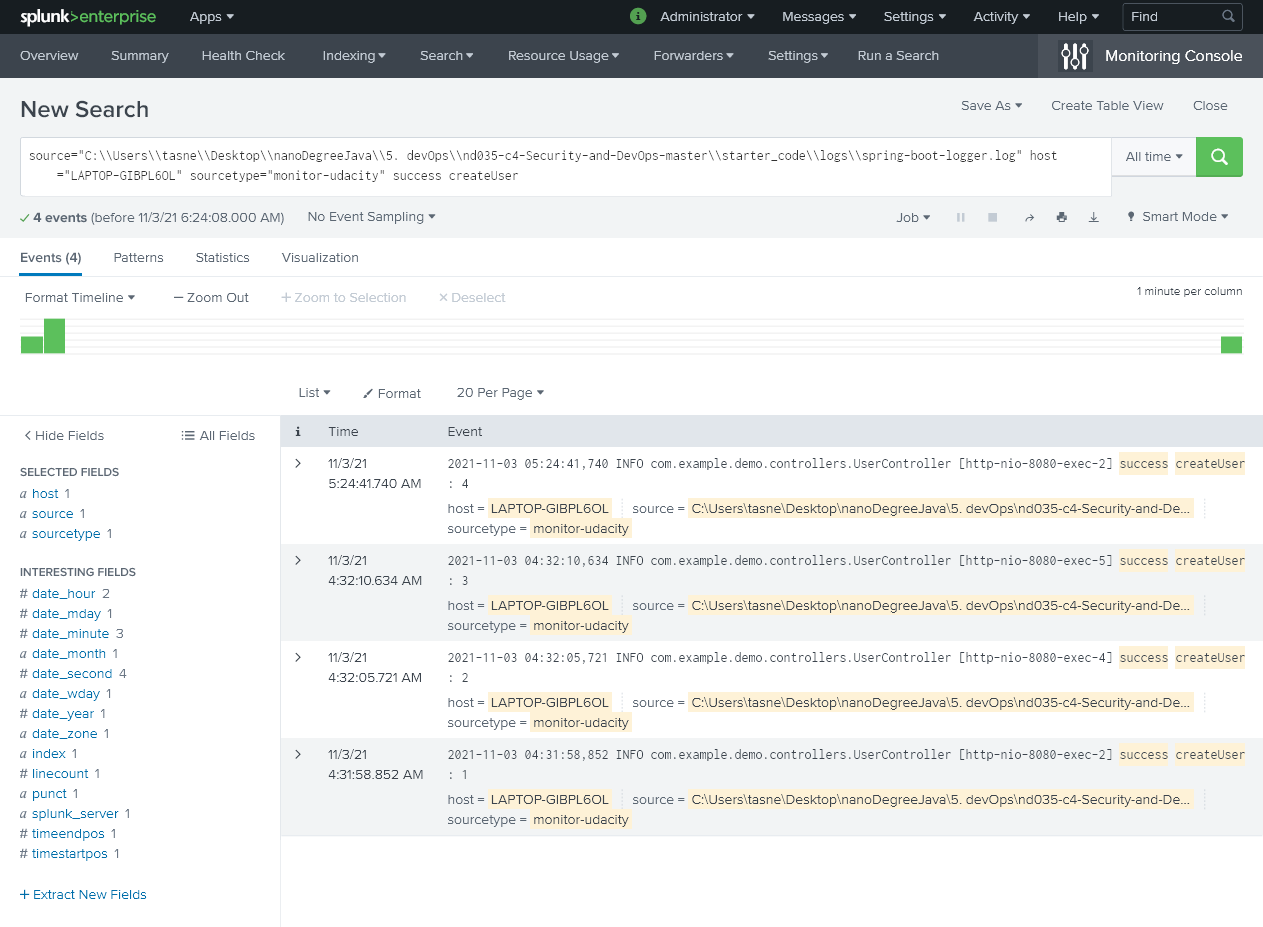 splunk>enterprise Apps i Administrator Messages Settings Activity Help Find
Overview Summary Health Check Indexing Search Resource Usage Forwarders Settings Run a Search Monitoring Console
New Search Save As Create Table View Close
source="C:\\Users\\tasne\\Desktop\\nanoDegreeJava\\5. devOps\\nd035-c4-Security-and-DevOps-master\\starter_code\\logs\\spring-boot-logger.log" host
="LAPTOP-GIBPL6OL" sourcetype="monitor-udacity" success createUser
All time
4 events (before 11/3/21 6:24:08.000 AM) No Event Sampling Job Smart Mode
Events (4) Patterns Statistics Visualization
Format Timeline — Zoom Out + Zoom to Selection × Deselect 1 minute per column
List Format 20 Per Page
< Hide Fields All Fields
SELECTED FIELDS
a host 1
a source 1
a sourcetype 1
INTERESTING FIELDS
# date_hour 2
# date_mday 1
# date_minute 3
a date_month 1
# date_second 4
a date_wday 1
# date_year 1
a date_zone 1
a index 1
# linecount 1
a punct 1
a splunk_server 1
# timeendpos 1
# timestartpos 1
+ Extract New Fields
i Time Event
> 11/3/21 2021-11-03 05:24:41,740 INFO com.example.demo.controllers.UserController [http-nio-8080-exec-2] success createUser
5:24:41.740 AM : 4
host = LAPTOP-GIBPL6OL source = C:\Users\tasne\Desktop\nanoDegreeJava\5. devOps\nd035-c4-Security-and-De...
sourcetype = monitor-udacity
> 11/3/21 2021-11-03 04:32:10,634 INFO com.example.demo.controllers.UserController [http-nio-8080-exec-5] success createUser
4:32:10.634 AM : 3
host = LAPTOP-GIBPL6OL source = C:\Users\tasne\Desktop\nanoDegreeJava\5. devOps\nd035-c4-Security-and-De...
sourcetype = monitor-udacity
> 11/3/21 2021-11-03 04:32:05,721 INFO com.example.demo.controllers.UserController [http-nio-8080-exec-4] success createUser
4:32:05.721 AM : 2
host = LAPTOP-GIBPL6OL source = C:\Users\tasne\Desktop\nanoDegreeJava\5. devOps\nd035-c4-Security-and-De...
sourcetype = monitor-udacity
> 11/3/21 2021-11-03 04:31:58,852 INFO com.example.demo.controllers.UserController [http-nio-8080-exec-2] success createUser
4:31:58.852 AM : 1
host = LAPTOP-GIBPL6OL source = C:\Users\tasne\Desktop\nanoDegreeJava\5. devOps\nd035-c4-Security-and-De...
sourcetype = monitor-udacity